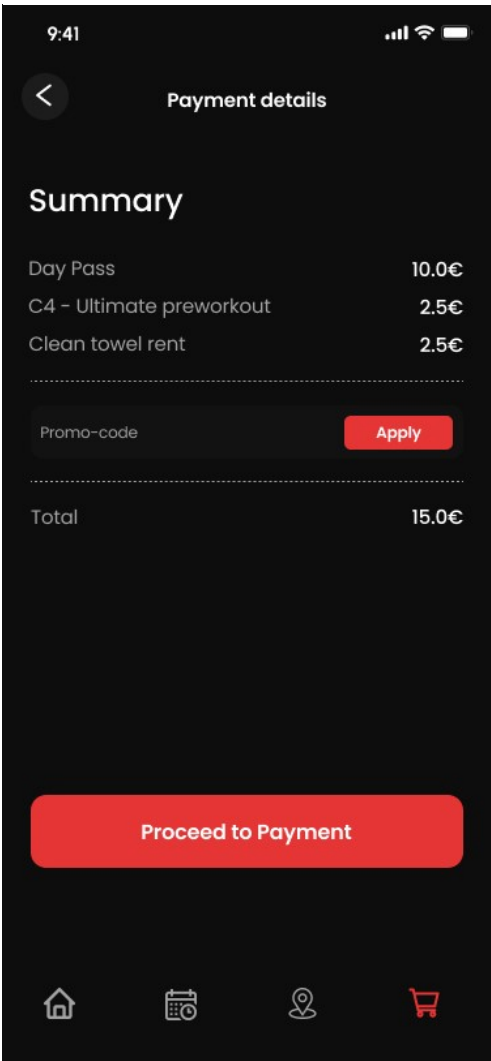 9:41
Payment details
Summary
Day Pass 10.0€
C4 - Ultimate preworkout 2.5€
Clean towel rent 2.5€
Promo-code Apply
Total 15.0€
Proceed to Payment